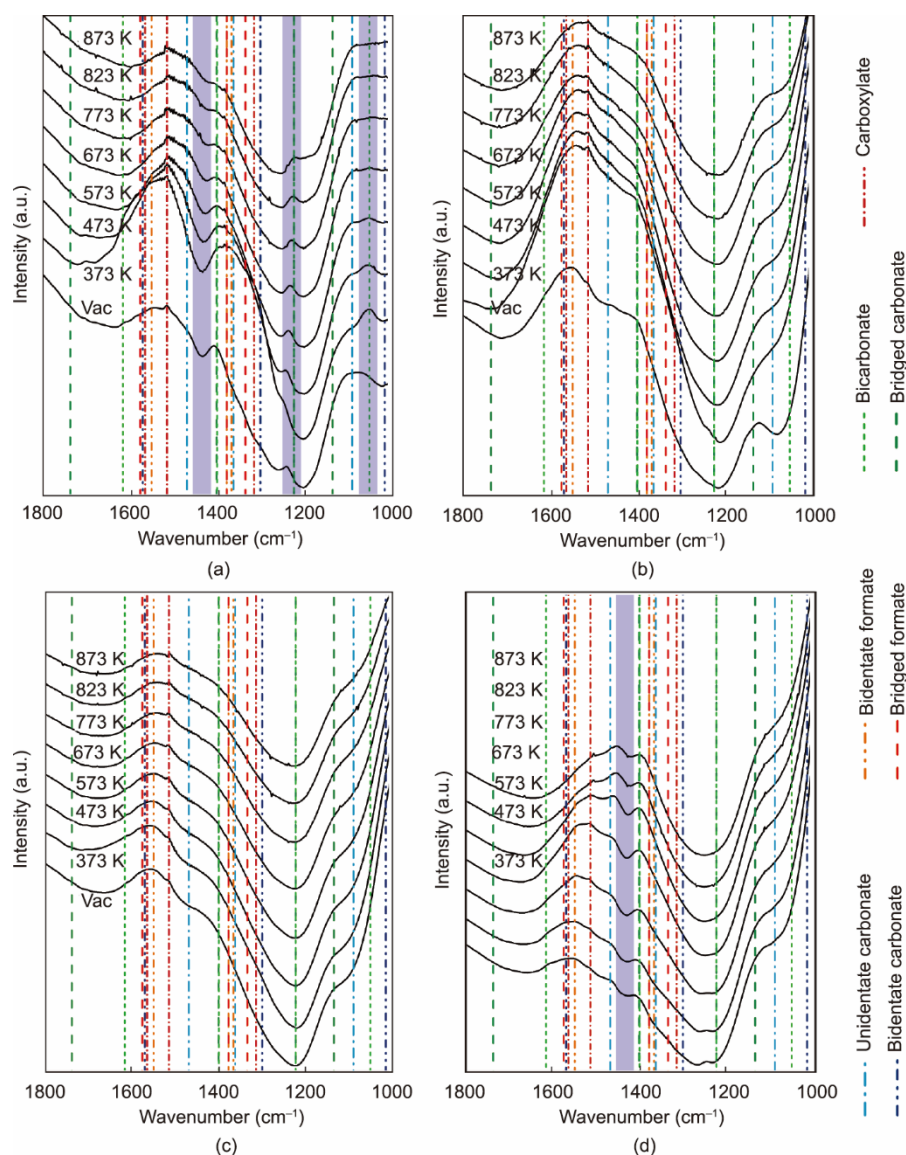 873 K
823 K
773 K
673 K
573 K
473 K
373 K
Vac
Intensity (a.u.)
1800 1600 1400 1200 1000
Wavenumber (cm⁻¹)
(a)
873 K
823 K
773 K
673 K
573 K
473 K
373 K
Vac
Intensity (a.u.)
1800 1600 1400 1200 1000
Wavenumber (cm⁻¹)
(b)
873 K
823 K
773 K
673 K
573 K
473 K
373 K
Vac
Intensity (a.u.)
1800 1600 1400 1200 1000
Wavenumber (cm⁻¹)
(c)
873 K
823 K
773 K
673 K
573 K
473 K
373 K
Vac
Intensity (a.u.)
1800 1600 1400 1200 1000
Wavenumber (cm⁻¹)
(d)
Unidentate carbonate
Bidentate carbonate
Bidentate formate
Bridged formate
Bicarbonate
Bridged carbonate
Carboxylate